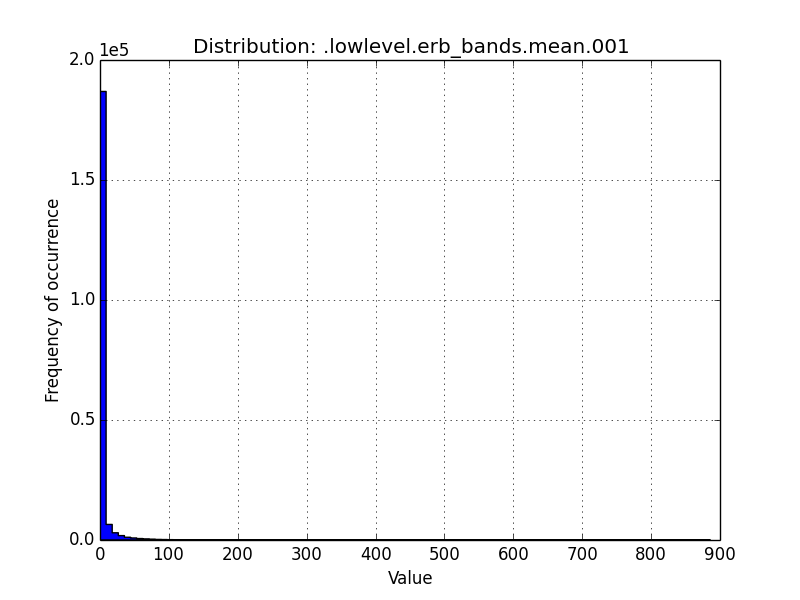 Distribution: .lowlevel.erb_bands.mean.001
1e5
2.0
1.5
1.0
0.5
0.0
Frequency of occurrence
0 100 200 300 400 500 600 700 800 900
Value